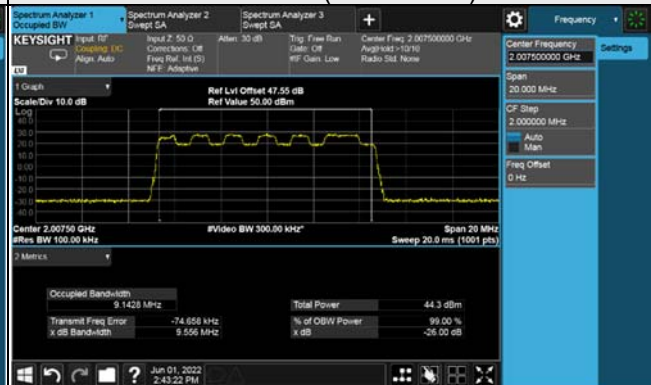 Spectrum Analyzer 1
Occupied BW
Spectrum Analyzer 2
Swept SA
Spectrum Analyzer 3
Swept SA
+
Frequency
KEYSIGHT
Input: RF
Coupling: DC
Align: Auto
Input Z: 50 Ω
Corrections: Off
Freq Ref: Int (S)
NFE: Adaptive
Atten: 30 dB
Trig: Free Run
Gate: Off
#IF Gain: Low
Center Freq: 2.007500000 GHz
Avg|Hold:>10/10
Radio Std: None
LXI
Center Frequency
2.007500000 GHz
Settings
Span
20.000 MHz
CF Step
2.000000 MHz
Auto
Man
Freq Offset
0 Hz
1 Graph
Scale/Div 10.0 dB
Ref Lvl Offset 47.55 dB
Ref Value 50.00 dBm
Log
40.0
30.0
20.0
10.0
0.00
-10.0
-20.0
-30.0
-40.0
Center 2.00750 GHz
#Res BW 100.00 kHz
#Video BW 300.00 kHz*
Span 20 MHz
Sweep 20.0 ms (1001 pts)
2 Metrics
Occupied Bandwidth
9.1428 MHz
Total Power 44.3 dBm
Transmit Freq Error -74.658 kHz
% of OBW Power 99.00 %
x dB Bandwidth 9.556 MHz
x dB -26.00 dB
?
Jun 01, 2022
2:43:22 PM